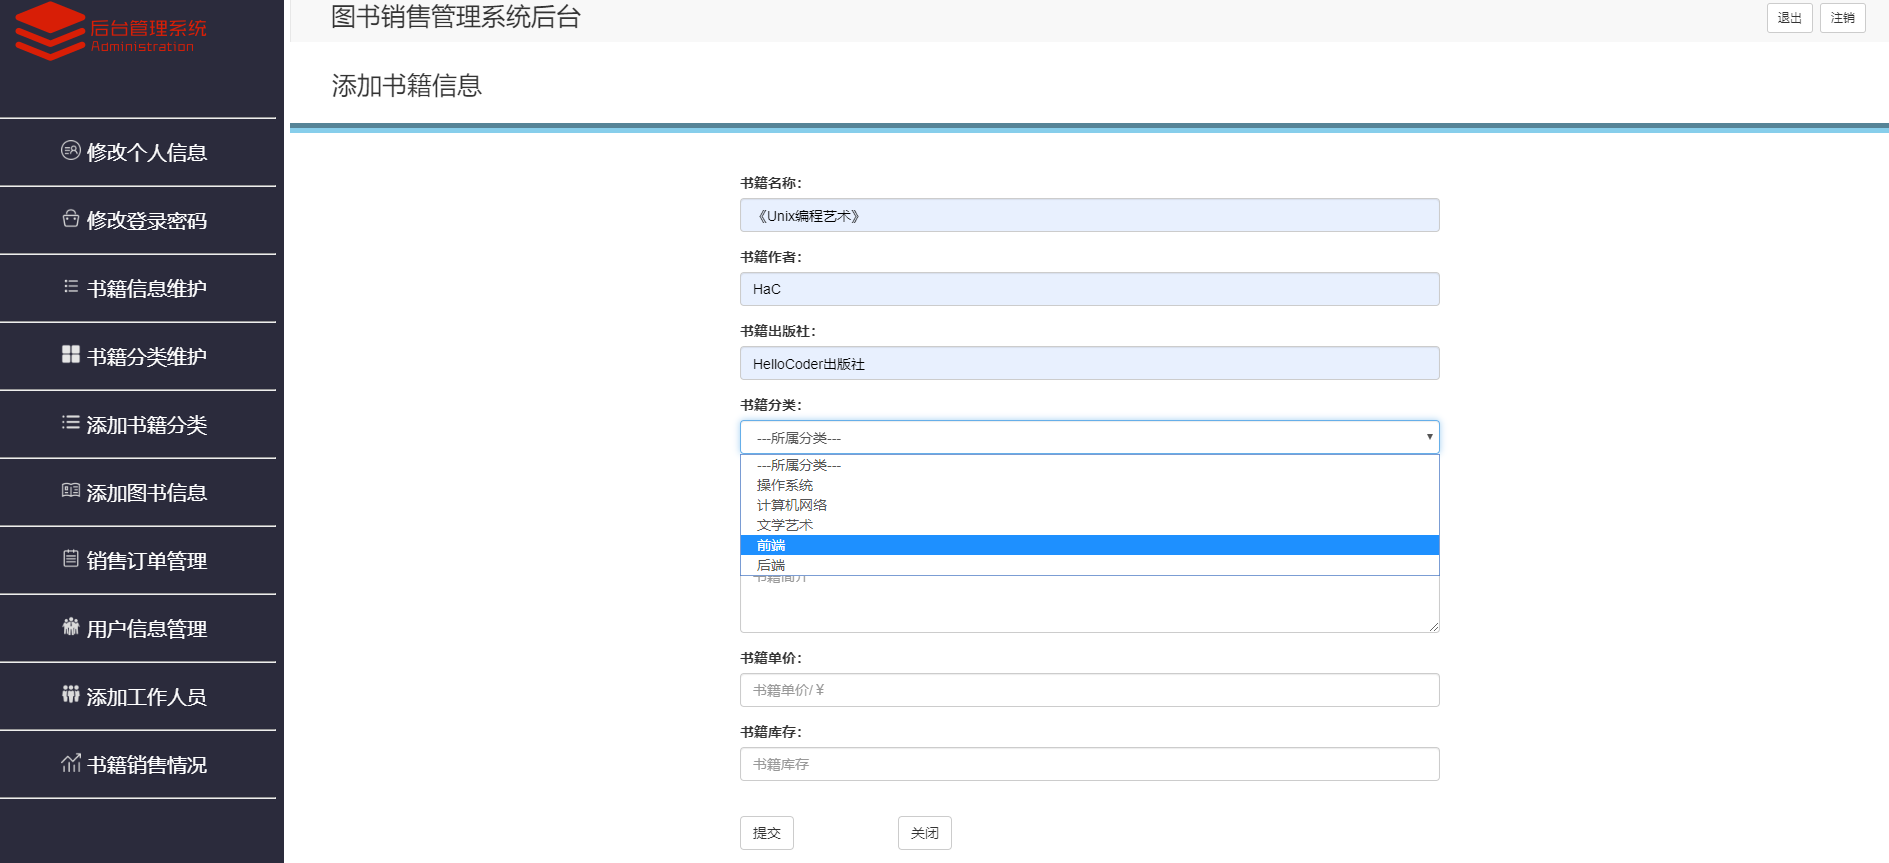 后台管理系统
Administration
修改个人信息
修改登录密码
书籍信息维护
书籍分类维护
添加书籍分类
添加图书信息
销售订单管理
用户信息管理
添加工作人员
书籍销售情况
图书销售管理系统后台
退出
注销
添加书籍信息
书籍名称：
《Unix编程艺术》
书籍作者：
HaC
书籍出版社：
HelloCoder出版社
书籍分类：
---所属分类---
---所属分类---
操作系统
计算机网络
文学艺术
前端
后端
书籍简介
书籍单价：
书籍单价/￥
书籍库存：
书籍库存
提交
关闭